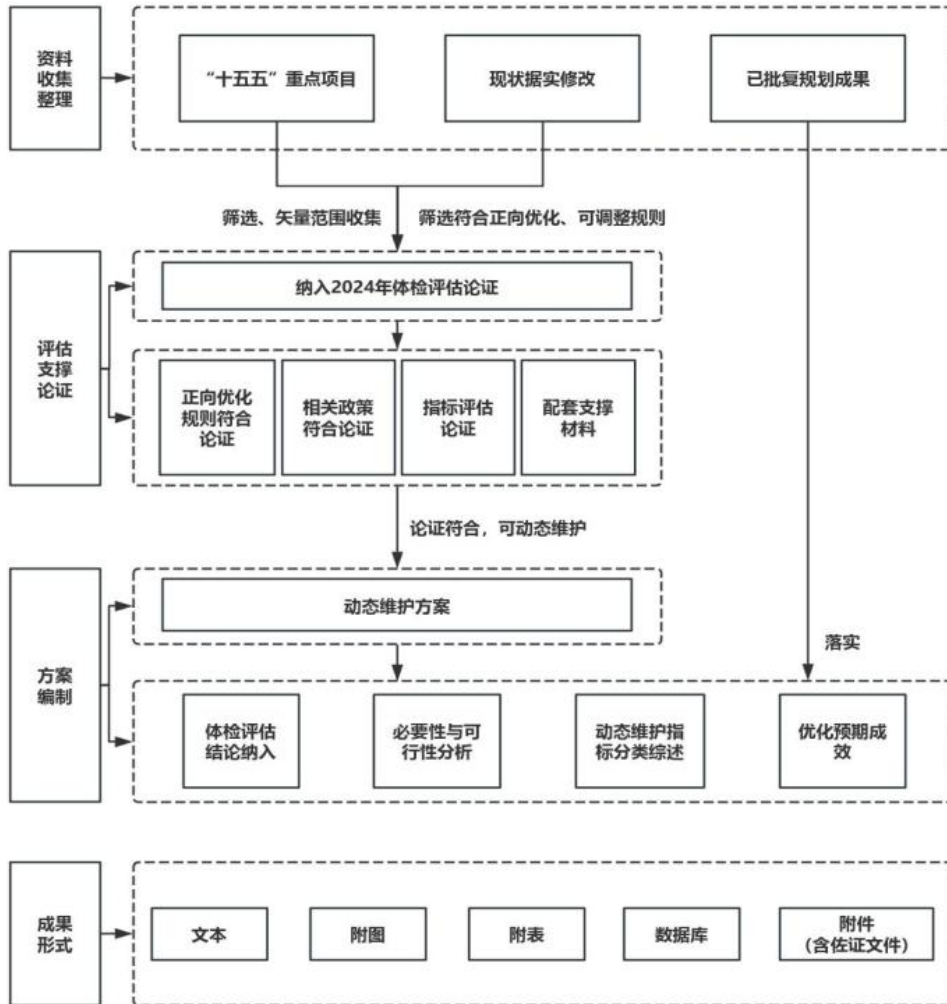 资料
收集
整理
“十五五”重点项目
现状据实修改
已批复规划成果
筛选、矢量范围收集
筛选符合正向优化、可调整规则
评估
支撑
论证
纳入2024年体检评估论证
正向优化
规则符合
论证
相关政策
符合论证
指标评估
论证
配套支撑
材料
论证符合，可动态维护
方案
编制
动态维护方案
落实
体检评估
结论纳入
必要性与可
行性分析
动态维护指
标分类综述
优化预期成
效
成果
形式
文本
附图
附表
数据库
附件
（含佐证文件）